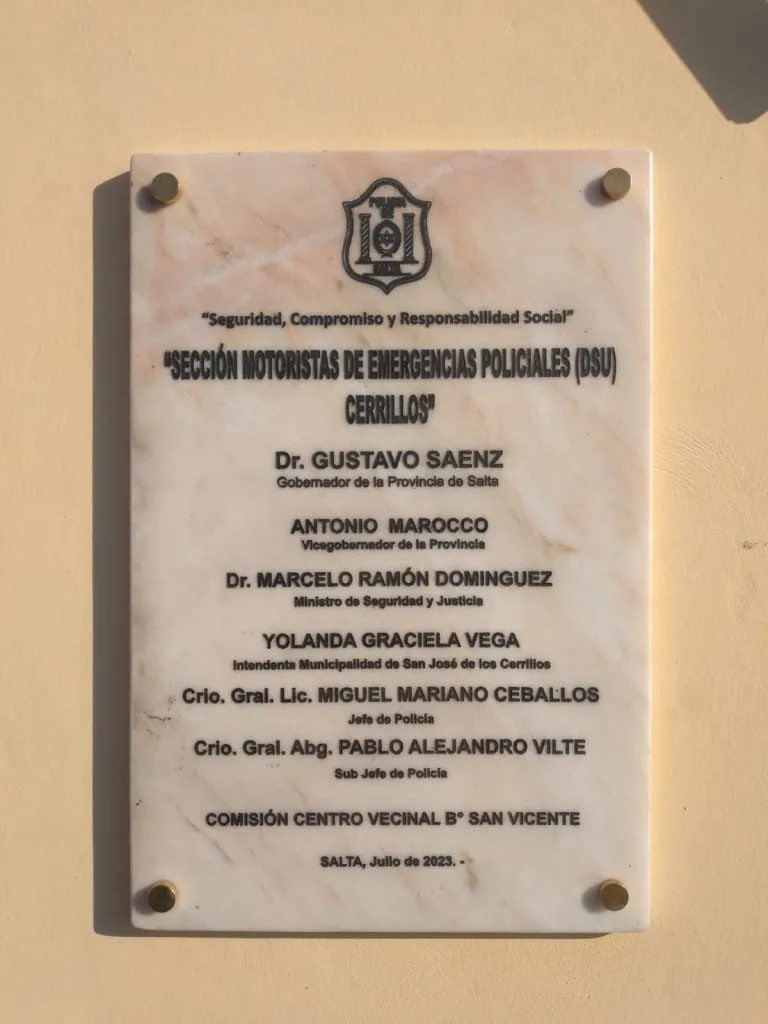 POLICIA
DE
SALTA
“Seguridad, Compromiso y Responsabilidad Social”
“SECCIÓN MOTORISTAS DE EMERGENCIAS POLICIALES (DSU)
CERRILLOS”
Dr. GUSTAVO SAENZ
Gobernador de la Provincia de Salta
ANTONIO MAROCCO
Vicegobernador de la Provincia
Dr. MARCELO RAMÓN DOMINGUEZ
Ministro de Seguridad y Justicia
YOLANDA GRACIELA VEGA
Intendenta Municipalidad de San José de los Cerrillos
Crio. Gral. Lic. MIGUEL MARIANO CEBALLOS
Jefe de Policía
Crio. Gral. Abg. PABLO ALEJANDRO VILTE
Sub Jefe de Policía
COMISIÓN CENTRO VECINAL B° SAN VICENTE
SALTA, Julio de 2023. -